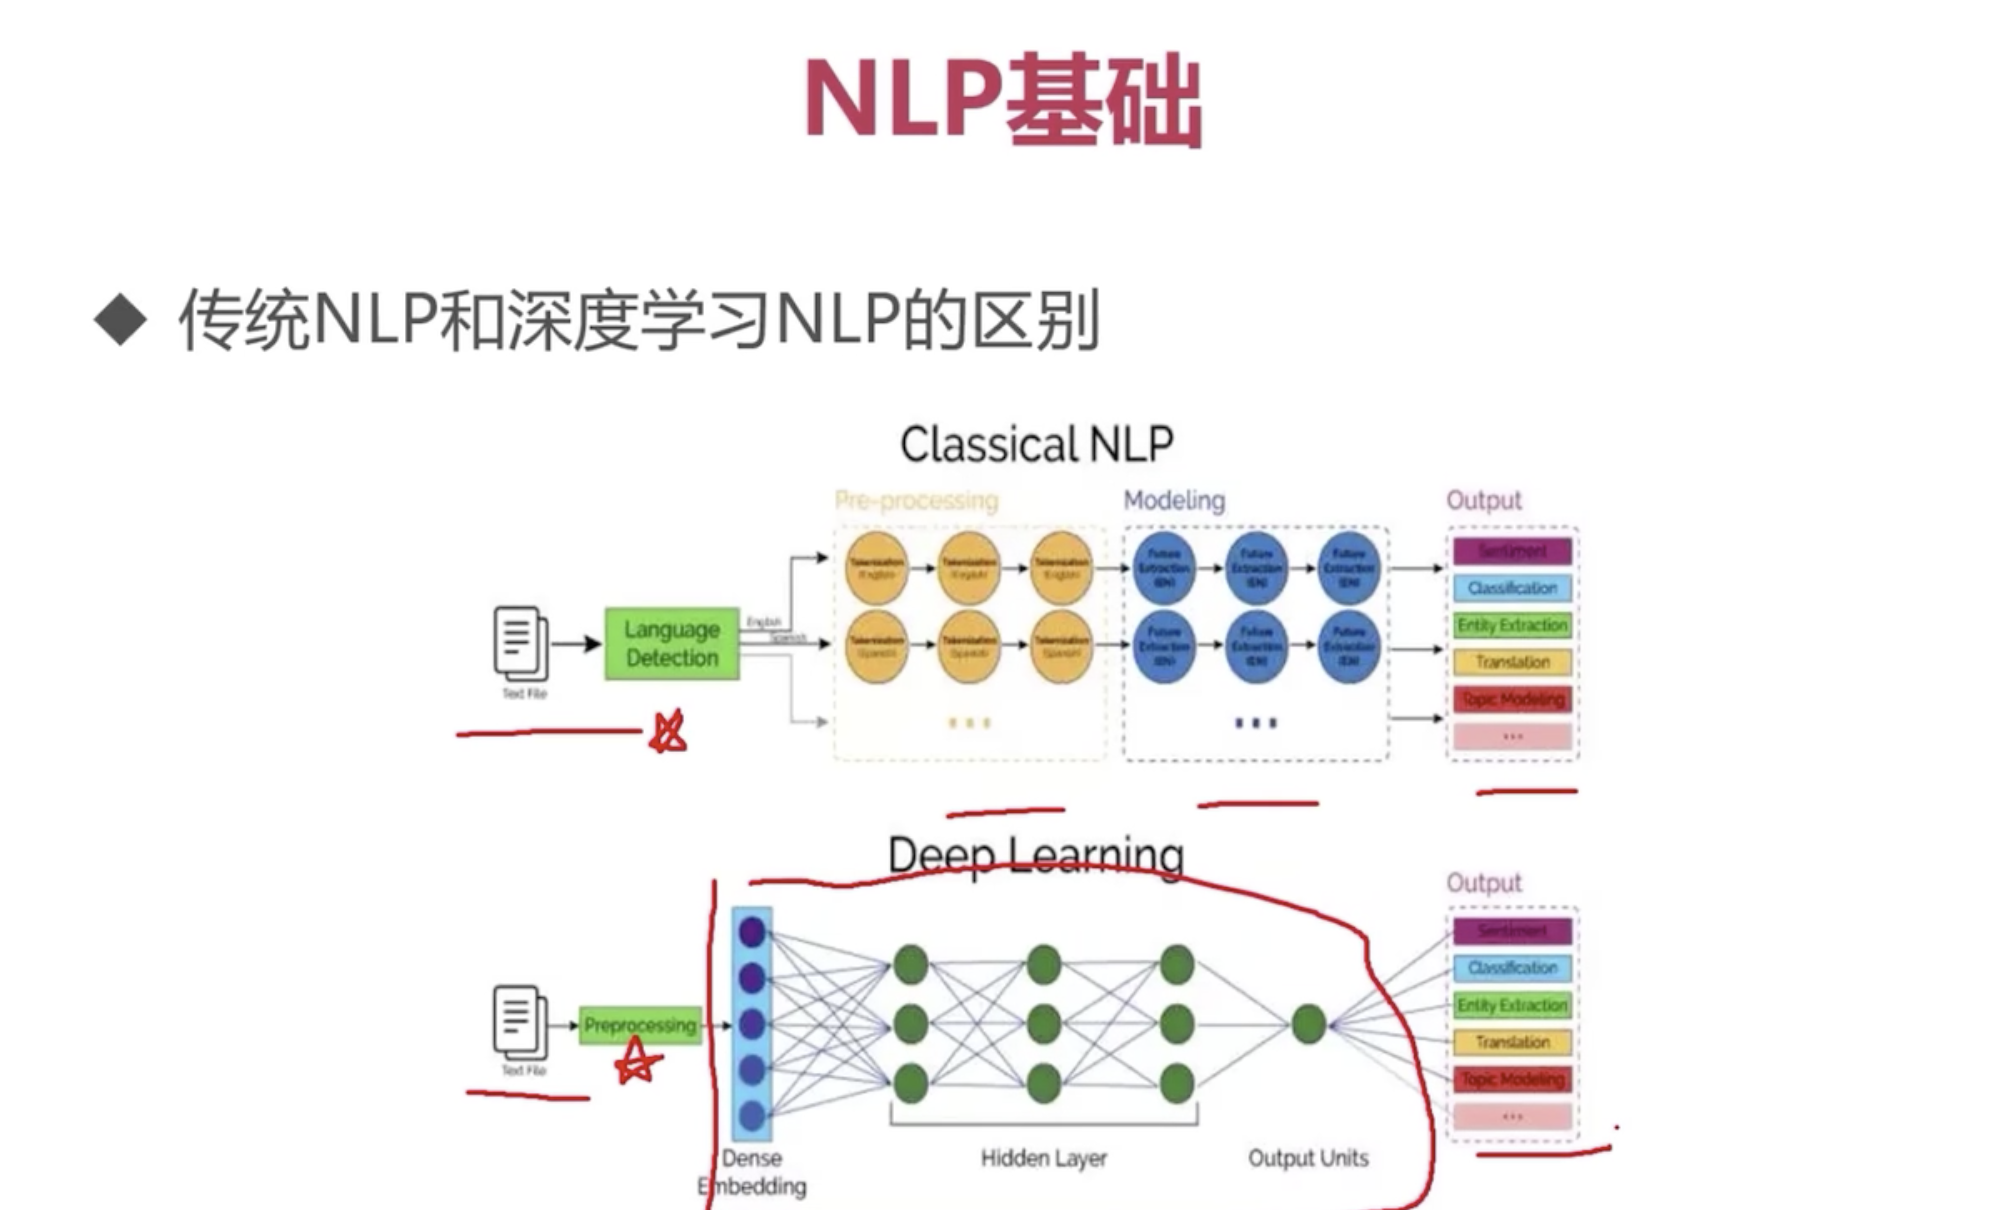 NLP基础
◆ 传统NLP和深度学习NLP的区别
Classical NLP
Pre-processing
Modeling
Output
Text File
Language
Detection
English
Spanish
Tokenization
(English)
Tokenization
(English)
Tokenization
(English)
Tokenization
(Spanish)
Tokenization
(Spanish)
Tokenization
(Spanish)
Future
Extraction
(EN)
Future
Extraction
(EN)
Future
Extraction
(EN)
Future
Extraction
(EN)
Future
Extraction
(EN)
Future
Extraction
(EN)
Sentiment
Classification
Entity Extraction
Translation
Topic Modeling
...
Deep Learning
Output
Text File
Preprocessing
Dense
Embedding
Hidden Layer
Output Units
Sentiment
Classification
Entity Extraction
Translation
Topic Modeling
...